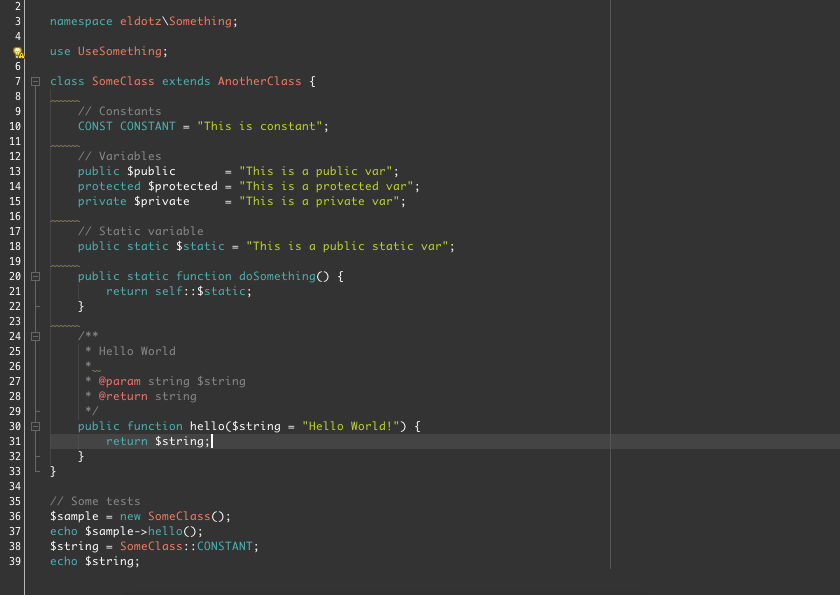 2
3 namespace eldotz\Something;
4
use UseSomething;
6
7 class SomeClass extends AnotherClass {
8
9 // Constants
10 CONST CONSTANT = "This is constant";
11
12 // Variables
13 public $public = "This is a public var";
14 protected $protected = "This is a protected var";
15 private $private = "This is a private var";
16
17 // Static variable
18 public static $static = "This is a public static var";
19
20 public static function doSomething() {
21 return self::$static;
22 }
23
24 /**
25 * Hello World
26 *
27 * @param string $string
28 * @return string
29 */
30 public function hello($string = "Hello World!") {
31 return $string;
32 }
33 }
34
35 // Some tests
36 $sample = new SomeClass();
37 echo $sample->hello();
38 $string = SomeClass::CONSTANT;
39 echo $string;